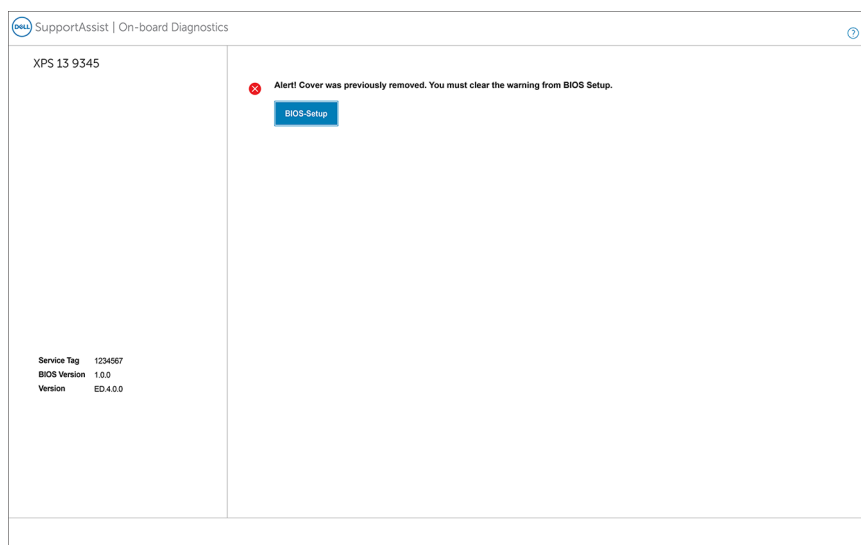 DELL SupportAssist | On-board Diagnostics
?
XPS 13 9345
Alert! Cover was previously removed. You must clear the warning from BIOS Setup.
BIOS-Setup
Service Tag 1234567
BIOS Version 1.0.0
Version ED.4.0.0